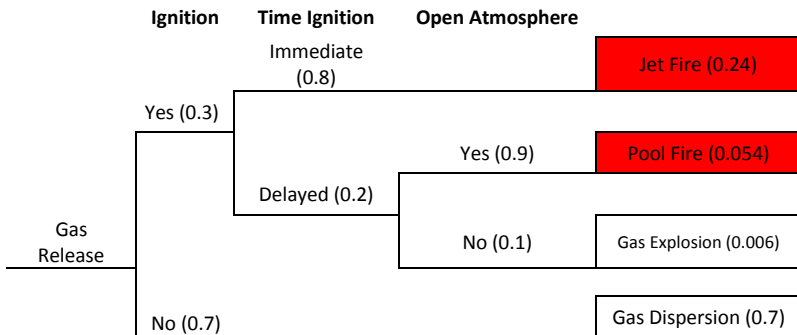 Ignition
Time Ignition
Open Atmosphere
Immediate
(0.8)
Jet Fire (0.24)
Yes (0.3)
Yes (0.9)
Pool Fire (0.054)
Delayed (0.2)
Gas
Release
No (0.1)
Gas Explosion (0.006)
No (0.7)
Gas Dispersion (0.7)